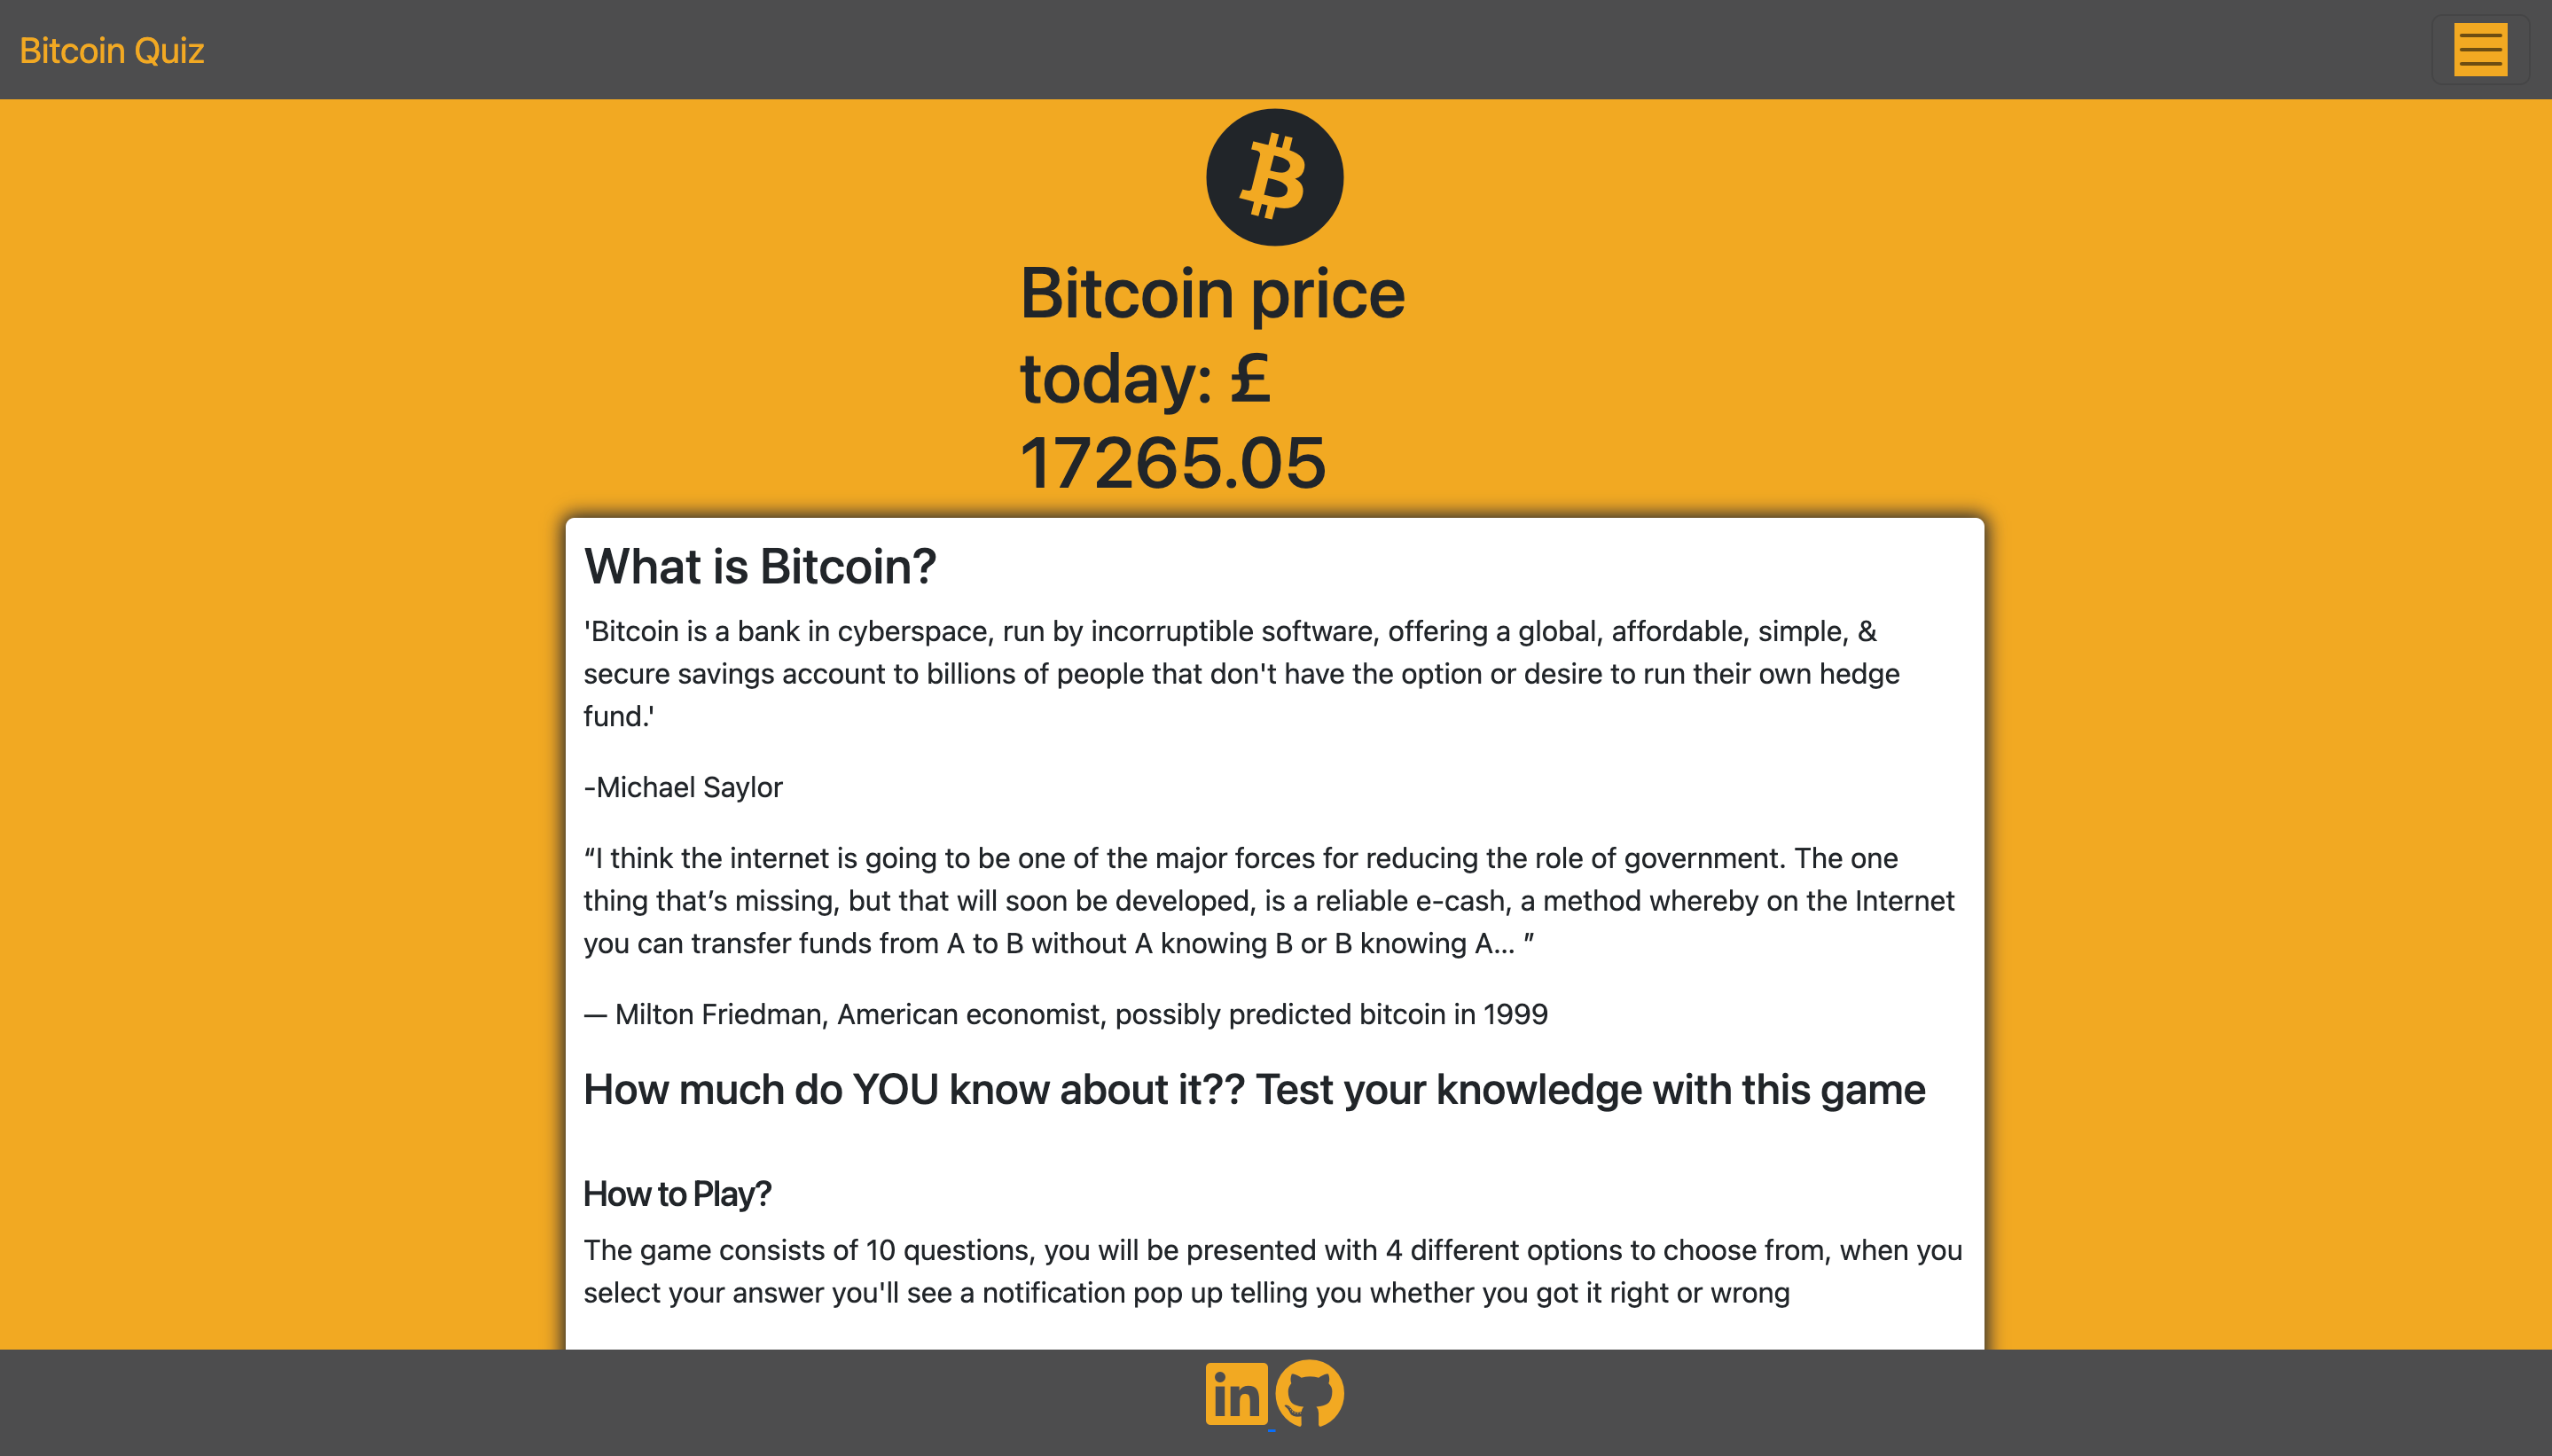 Bitcoin Quiz
Bitcoin price
today: £
17265.05
What is Bitcoin?
'Bitcoin is a bank in cyberspace, run by incorruptible software, offering a global, affordable, simple, &
secure savings account to billions of people that don't have the option or desire to run their own hedge
fund.'
-Michael Saylor
“I think the internet is going to be one of the major forces for reducing the role of government. The one
thing that’s missing, but that will soon be developed, is a reliable e-cash, a method whereby on the Internet
you can transfer funds from A to B without A knowing B or B knowing A... ”
— Milton Friedman, American economist, possibly predicted bitcoin in 1999
How much do YOU know about it?? Test your knowledge with this game
How to Play?
The game consists of 10 questions, you will be presented with 4 different options to choose from, when you
select your answer you'll see a notification pop up telling you whether you got it right or wrong
in